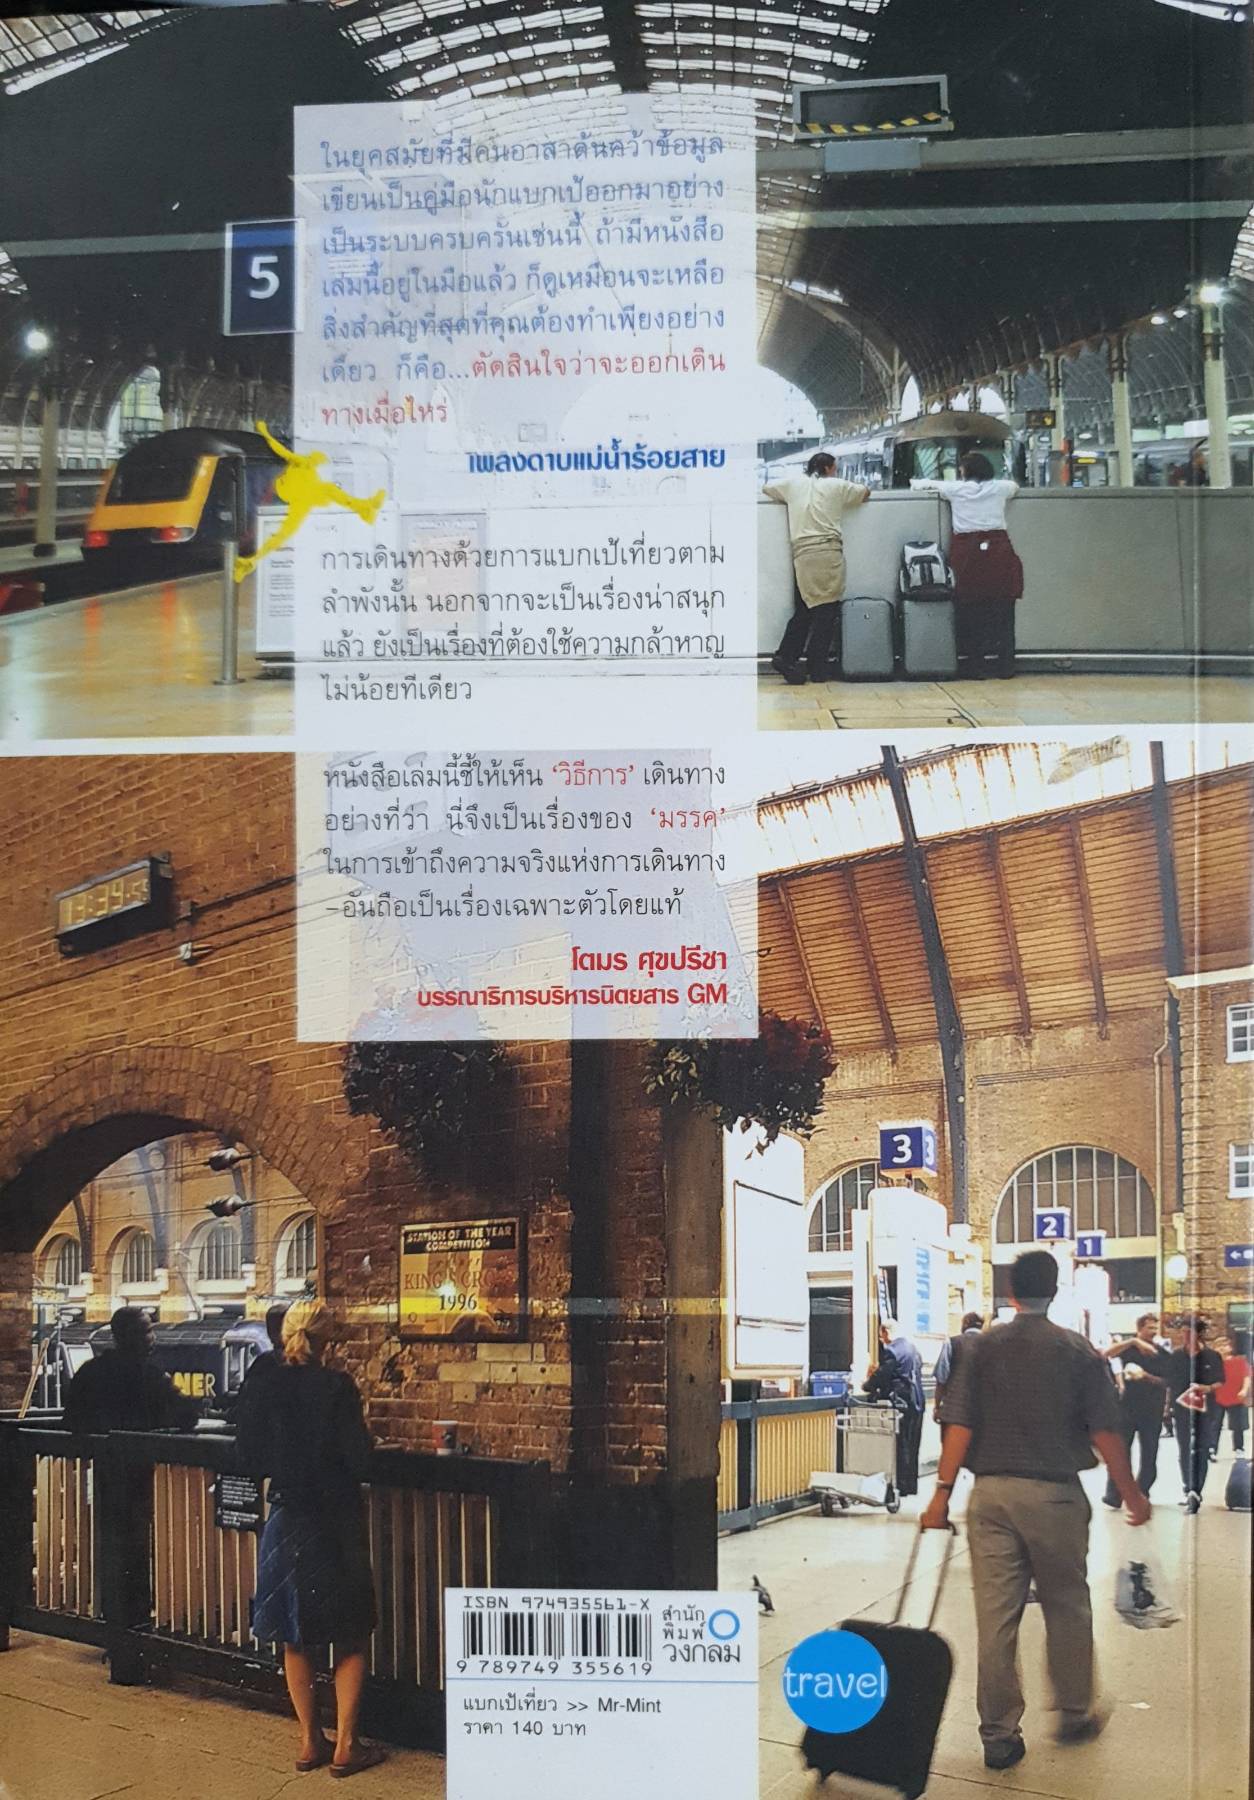 5
ในยุคสมัยที่มีคนอาสาค้นคว้าข้อมูล
เขียนเป็นคู่มือนักแบกเป้ออกมาอย่าง
เป็นระบบครบครันเช่นนี้ ถ้ามีหนังสือ
เล่มนี้อยู่ในมือแล้ว ก็ดูเหมือนจะเหลือ
สิ่งสำคัญที่สุดที่คุณต้องทำเพียงอย่าง
เดียว ก็คือ...ตัดสินใจว่าจะออกเดิน
ทางเมื่อไหร่
เพลงดาบแม่น้ำร้อยสาย
การเดินทางด้วยการแบกเป้เที่ยวตาม
ลำพังนั้น นอกจากจะเป็นเรื่องน่าสนุก
แล้ว ยังเป็นเรื่องที่ต้องใช้ความกล้าหาญ
ไม่น้อยทีเดียว
หนังสือเล่มนี้ชี้ให้เห็น ‘วิธีการ’ เดินทาง
อย่างที่ว่า นี่จึงเป็นเรื่องของ ‘มรรค’
ในการเข้าถึงความจริงแห่งการเดินทาง
–อันถือเป็นเรื่องเฉพาะตัวโดยแท้
โตมร ศุขปรีชา
บรรณาธิการบริหารนิตยสาร GM
3
2
1
STATION OF THE YEAR
COMPETITION
KING'S CROSS
1996
NER
ISBN 974935561-X
9 789749 355619
สำนัก
พิมพ์
วงกลม
แบกเป้เที่ยว >> Mr-Mint
ราคา 140 บาท
travel